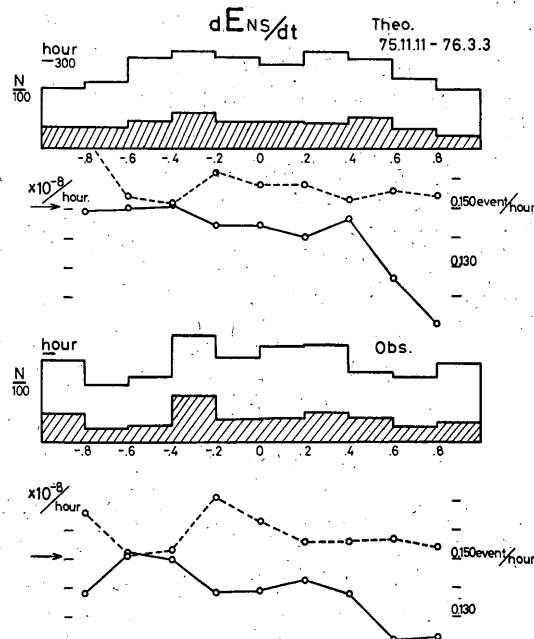 dENS/dt
Theo.
75.11.11 - 76.3.3
hour
-300
N
100
-.8 -.6 -.4 -.2 0 .2 .4 .6 .8
×10⁻⁸/hour.
0.150 event/hour
0.130
hour
Obs.
N
100
-.8 -.6 -.4 -.2 0 .2 .4 .6 .8
×10⁻⁸/hour
0.150 event/hour
0.130